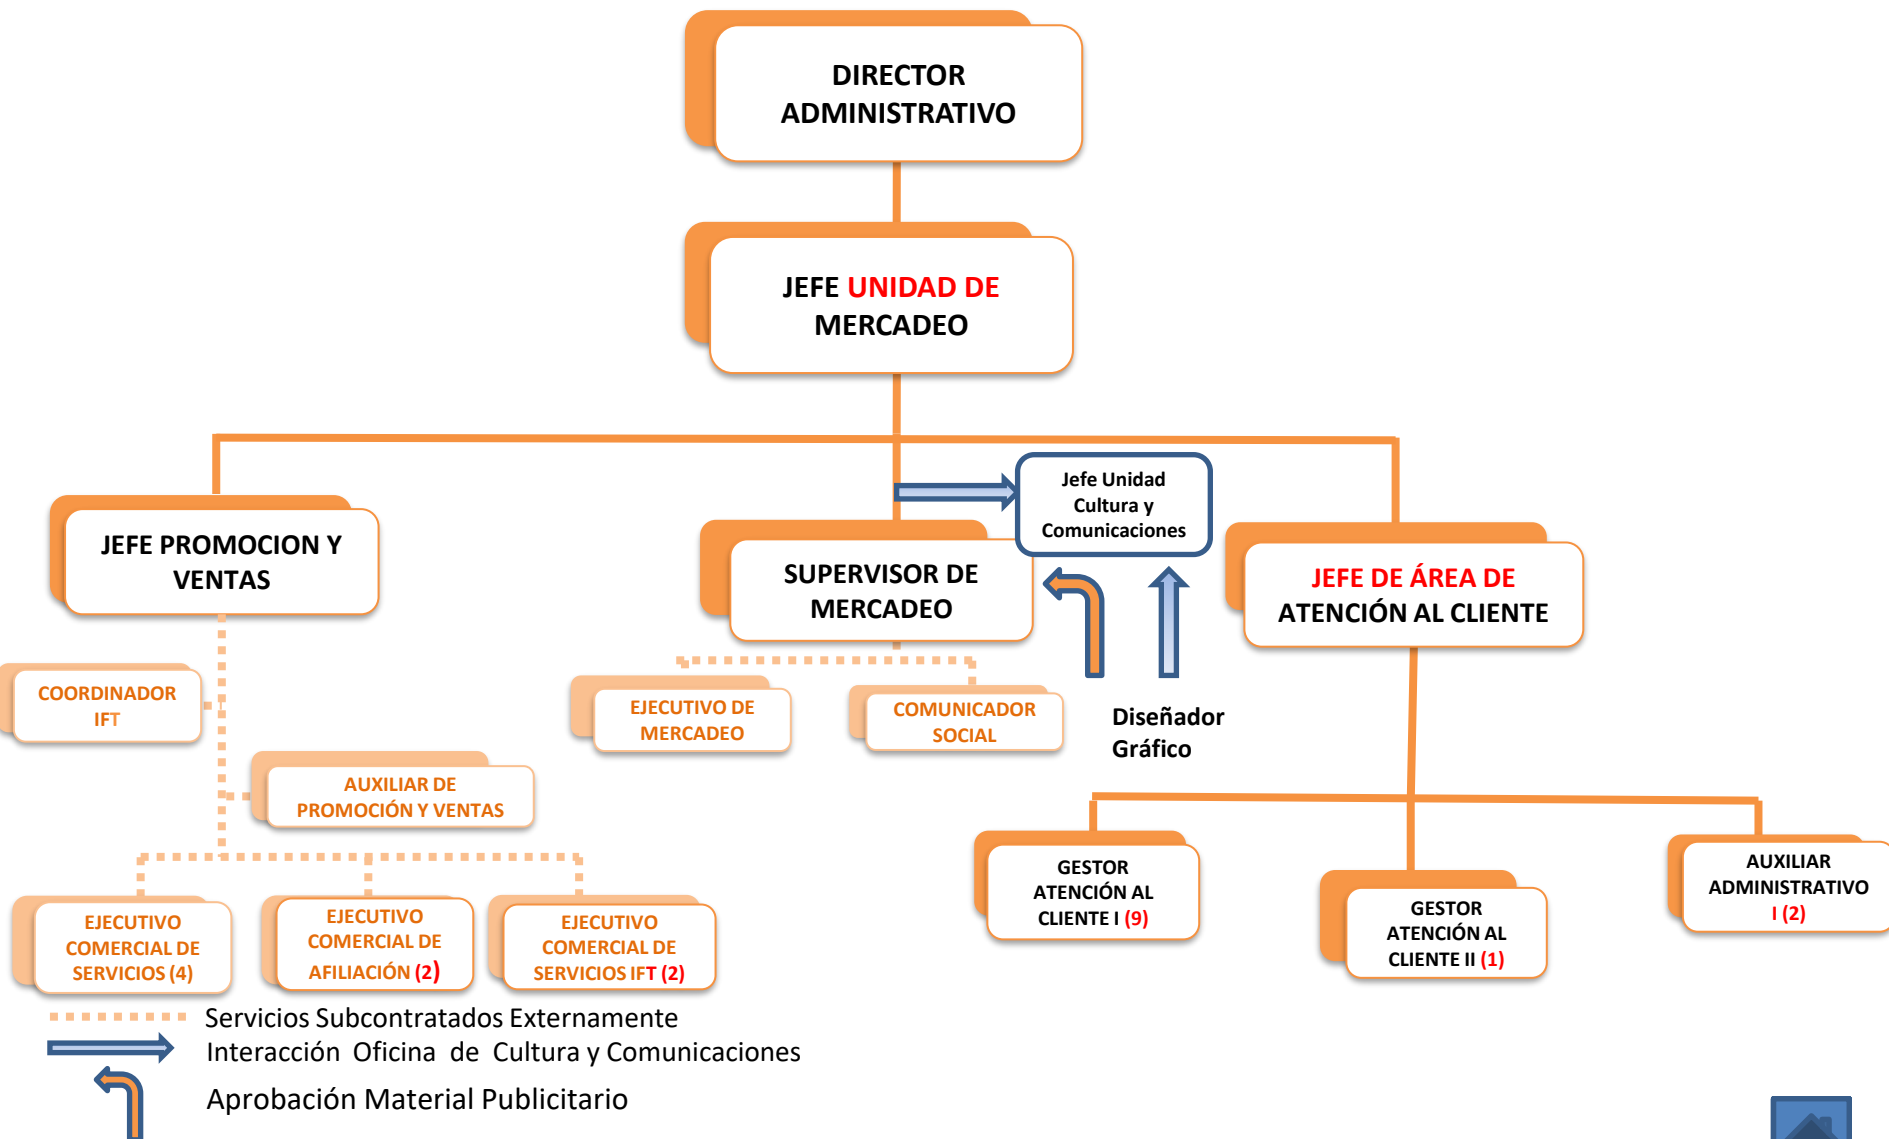 DIRECTOR
ADMINISTRATIVO
JEFE UNIDAD DE
MERCADEO
Jefe Unidad
Cultura y
Comunicaciones
JEFE PROMOCION Y
VENTAS
SUPERVISOR DE
MERCADEO
JEFE DE ÁREA DE
ATENCIÓN AL CLIENTE
COORDINADOR
IFT
EJECUTIVO DE
MERCADEO
COMUNICADOR
SOCIAL
Diseñador
Gráfico
AUXILIAR DE
PROMOCIÓN Y VENTAS
GESTOR
ATENCIÓN AL
CLIENTE I (9)
GESTOR
ATENCIÓN AL
CLIENTE II (1)
AUXILIAR
ADMINISTRATIVO
I (2)
EJECUTIVO
COMERCIAL DE
SERVICIOS (4)
EJECUTIVO
COMERCIAL DE
AFILIACIÓN (2)
EJECUTIVO
COMERCIAL DE
SERVICIOS IFT (2)
Servicios Subcontratados Externamente
Interacción Oficina de Cultura y Comunicaciones
Aprobación Material Publicitario